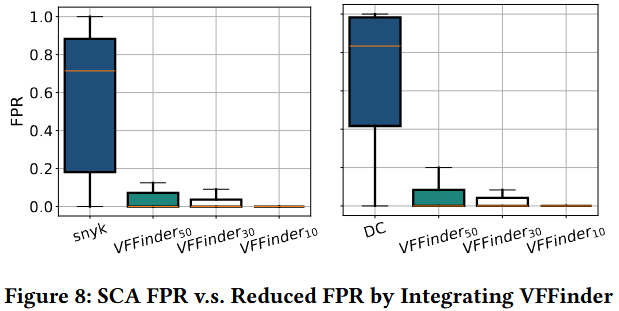 1.0
0.8
0.6
0.4
0.2
0.0
FPR
snyk
VFFinder50
VFFinder30
VFFinder10
DC
VFFinder50
VFFinder30
VFFinder10
Figure 8: SCA FPR v.s. Reduced FPR by Integrating VFFinder